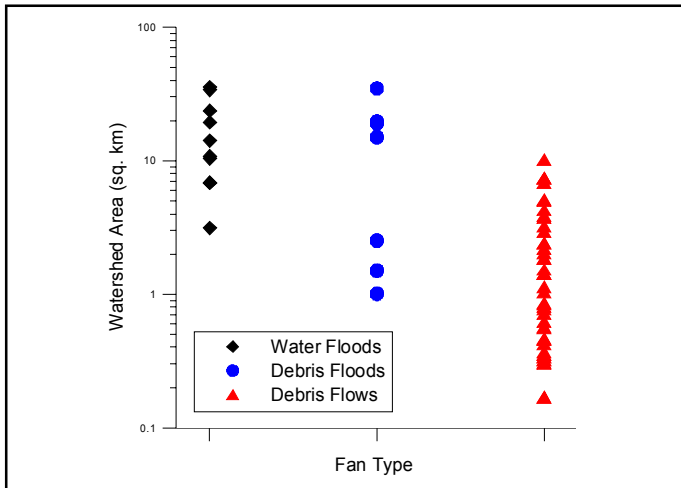 100
10
1
0.1
Watershed Area (sq. km)
Water Floods
Debris Floods
Debris Flows
Fan Type